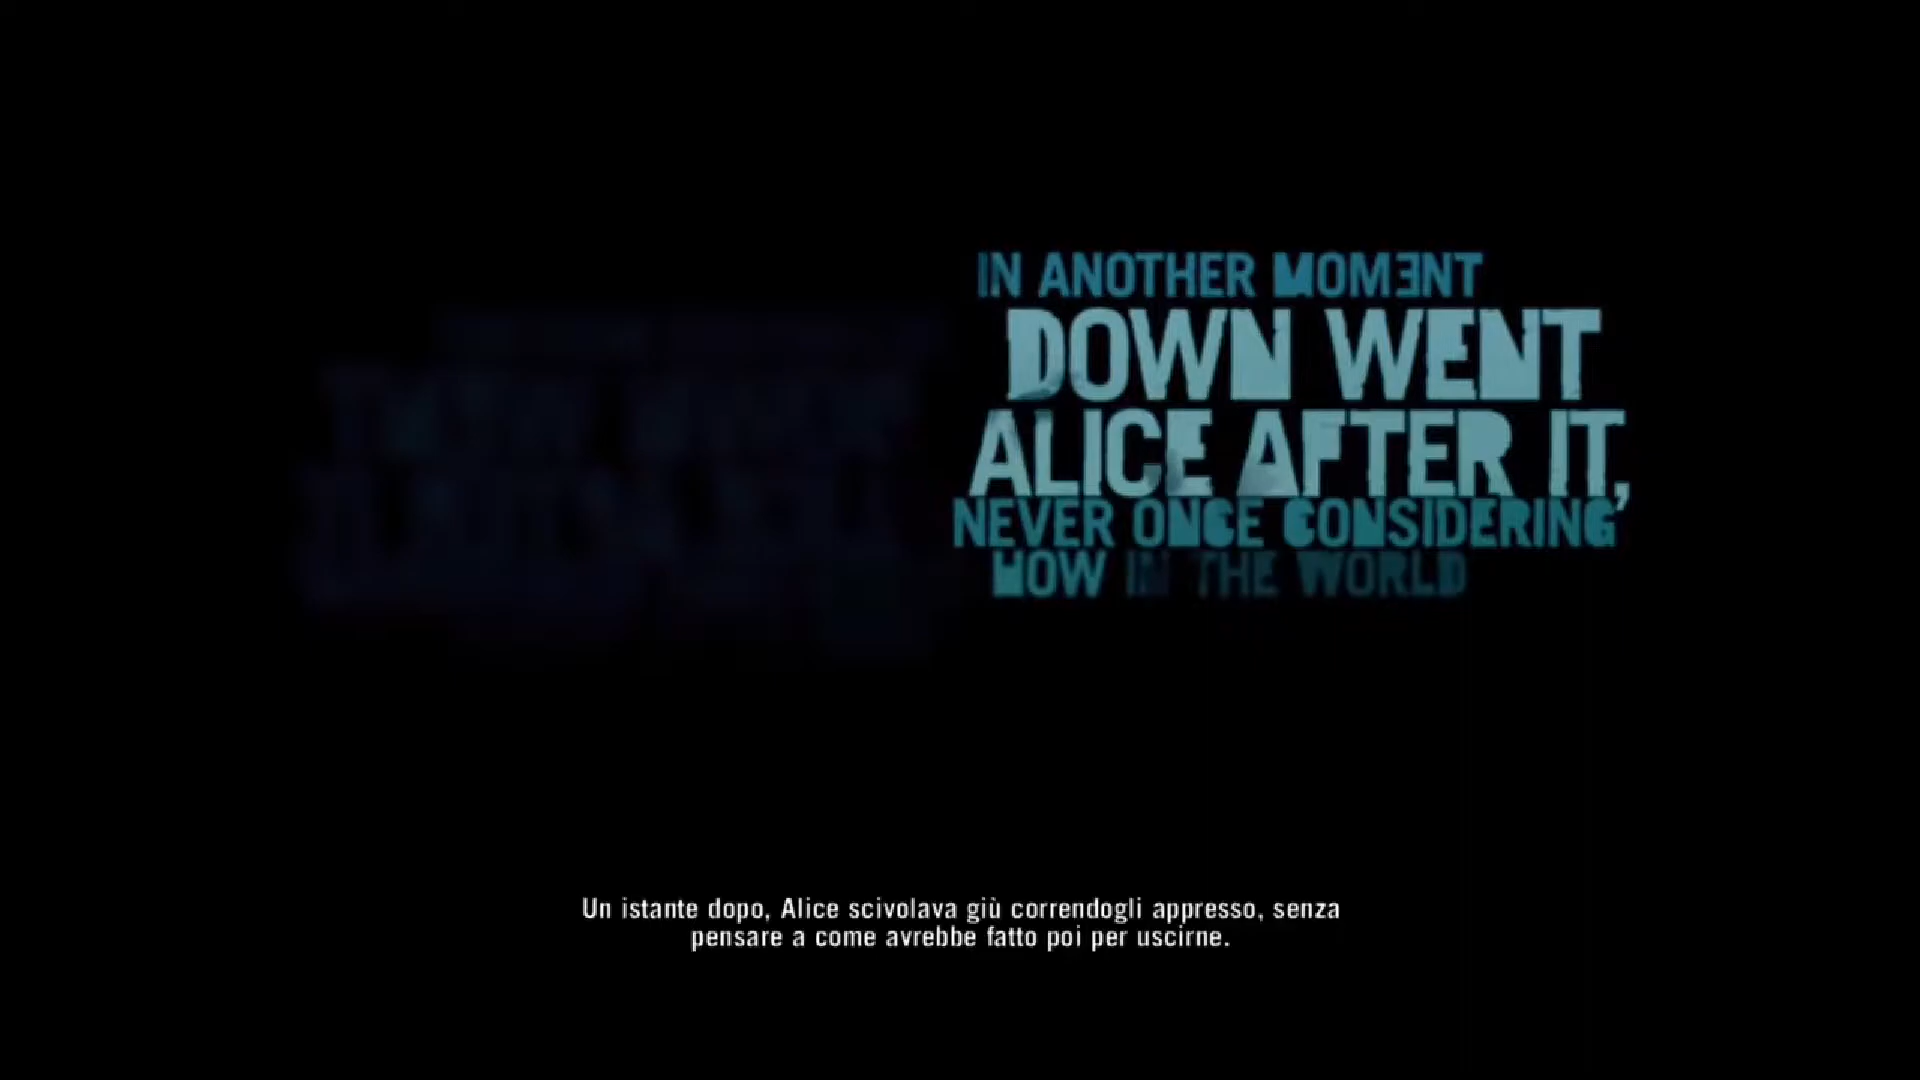 IN ANOTHER MOMENT
DOWN WENT
ALICE AFTER IT,
NEVER ONCE CONSIDERING
HOW IN THE WORLD
Un istante dopo, Alice scivolava giù correndogli appresso, senza
pensare a come avrebbe fatto poi per uscirne.